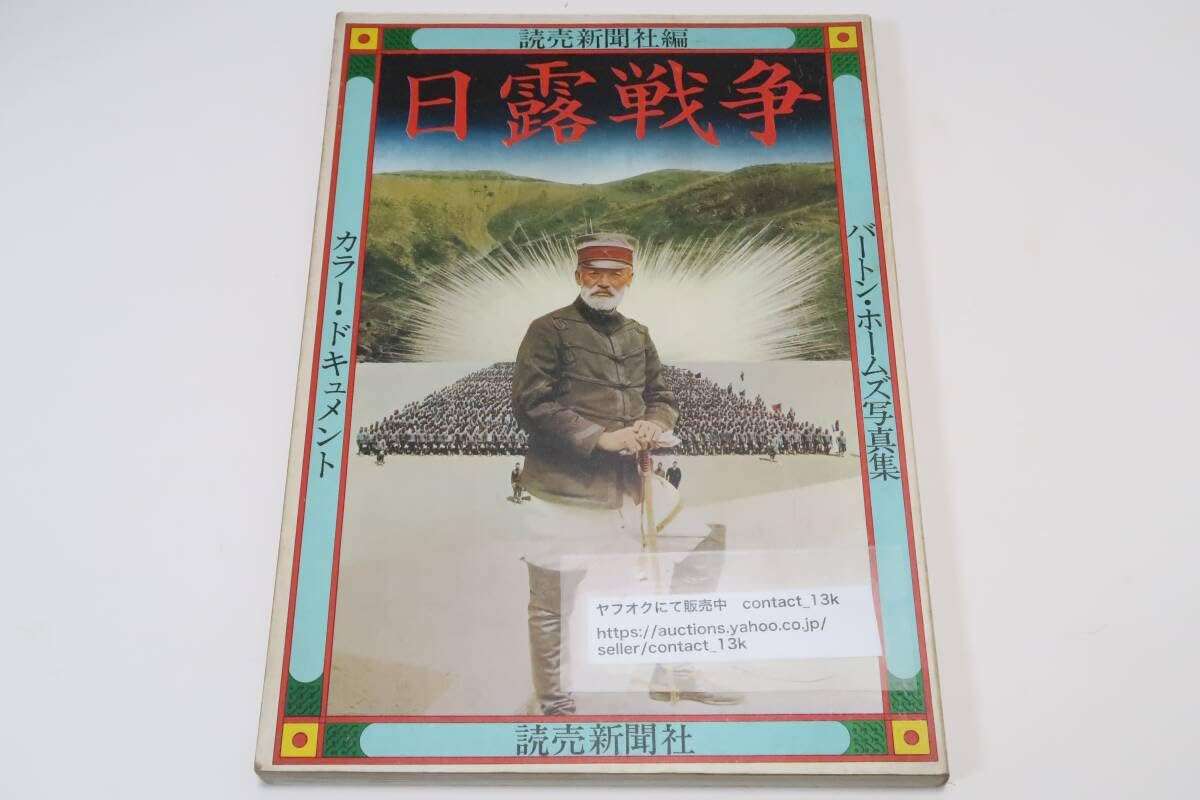 読売新聞社編
日露戦争
バートン・ホームズ写真集
カラー・ドキュメント
ヤフオクにて販売中 contact_13k
https://auctions.yahoo.co.jp/
seller/contact_13k
読売新聞社